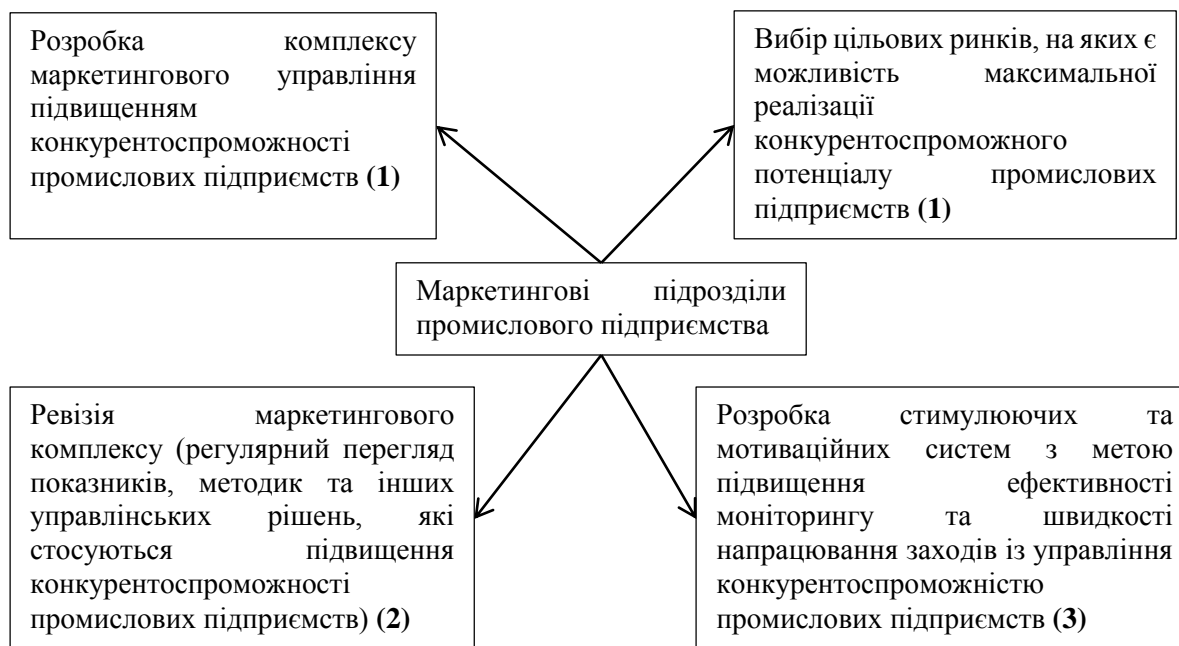 Розробка комплексу
маркетингового управління
підвищенням
конкурентоспроможності
промислових підприємств (1)
Вибір цільових ринків, на яких є
можливість максимальної
реалізації
конкурентоспроможного
потенціалу промислових
підприємств (1)
Маркетингові підрозділи
промислового підприємства
Ревізія маркетингового
комплексу (регулярний перегляд
показників, методик та інших
управлінських рішень, які
стосуються підвищення
конкурентоспроможності
промислових підприємств) (2)
Розробка стимулюючих та
мотиваційних систем з метою
підвищення ефективності
моніторингу та швидкості
напрацювання заходів із управління
конкурентоспроможністю
промислових підприємств (3)